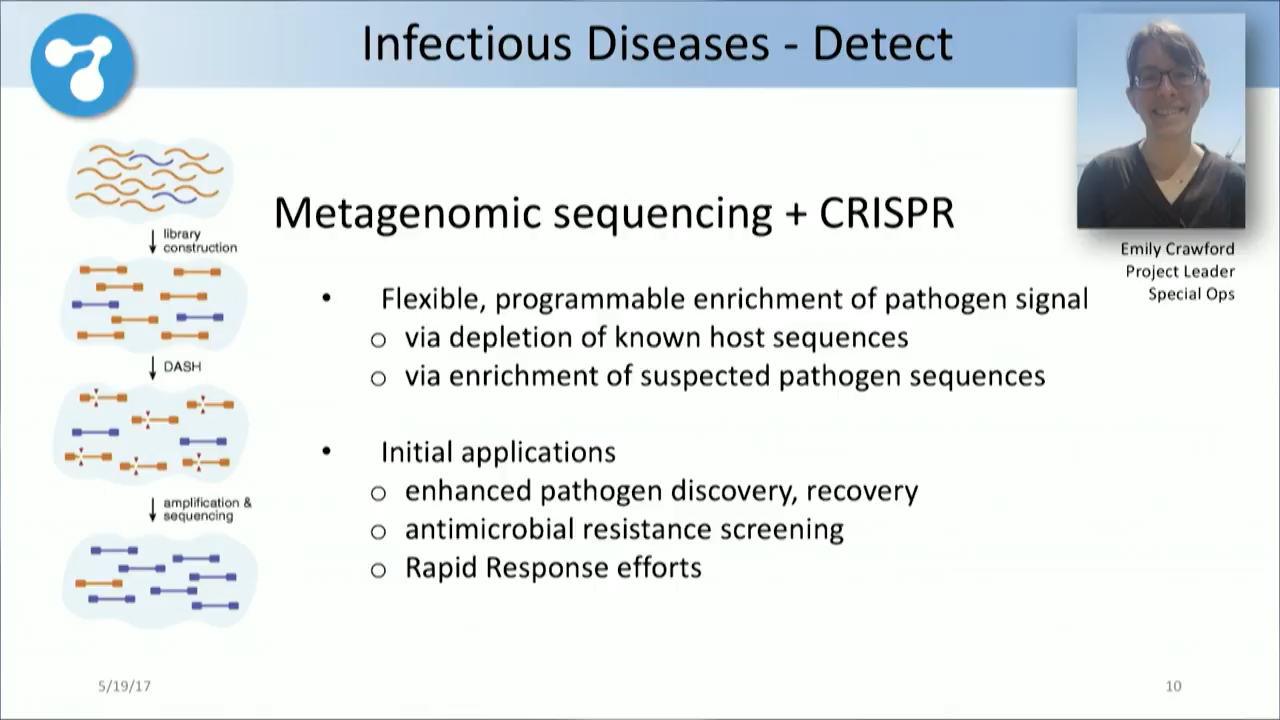 Infectious Diseases - Detect
library
construction
DASH
amplification &
sequencing
Metagenomic sequencing + CRISPR
• Flexible, programmable enrichment of pathogen signal
o via depletion of known host sequences
o via enrichment of suspected pathogen sequences
• Initial applications
o enhanced pathogen discovery, recovery
o antimicrobial resistance screening
o Rapid Response efforts
Emily Crawford
Project Leader
Special Ops
5/19/17
10